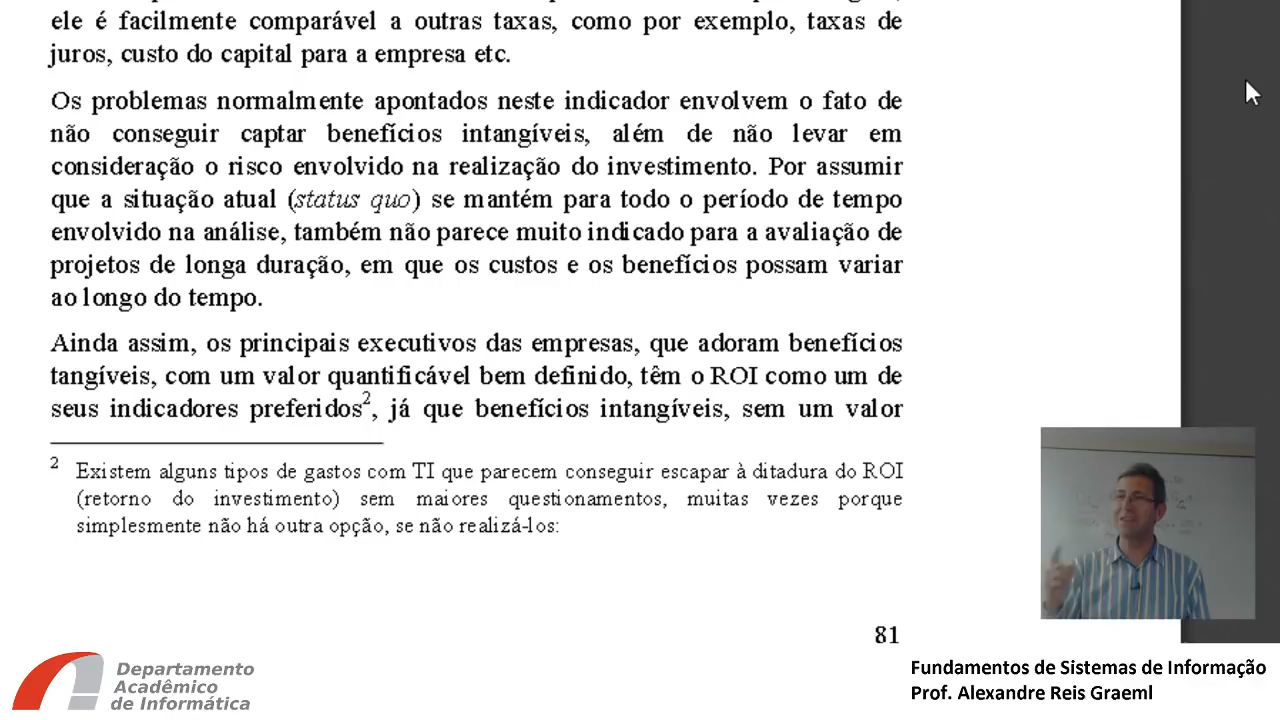 ele é facilmente comparável a outras taxas, como por exemplo, taxas de
juros, custo do capital para a empresa etc.
Os problemas normalmente apontados neste indicador envolvem o fato de
não conseguir captar benefícios intangíveis, além de não levar em
consideração o risco envolvido na realização do investimento. Por assumir
que a situação atual (status quo) se mantém para todo o período de tempo
envolvido na análise, também não parece muito indicado para a avaliação de
projetos de longa duração, em que os custos e os benefícios possam variar
ao longo do tempo.
Ainda assim, os principais executivos das empresas, que adoram benefícios
tangíveis, com um valor quantificável bem definido, têm o ROI como um de
seus indicadores preferidos2, já que benefícios intangíveis, sem um valor
2 Existem alguns tipos de gastos com TI que parecem conseguir escapar à ditadura do ROI
(retorno do investimento) sem maiores questionamentos, muitas vezes porque
simplesmente não há outra opção, se não realizá-los:
81
Departamento
Acadêmico
de Informática
Fundamentos de Sistemas de Informação
Prof. Alexandre Reis Graeml